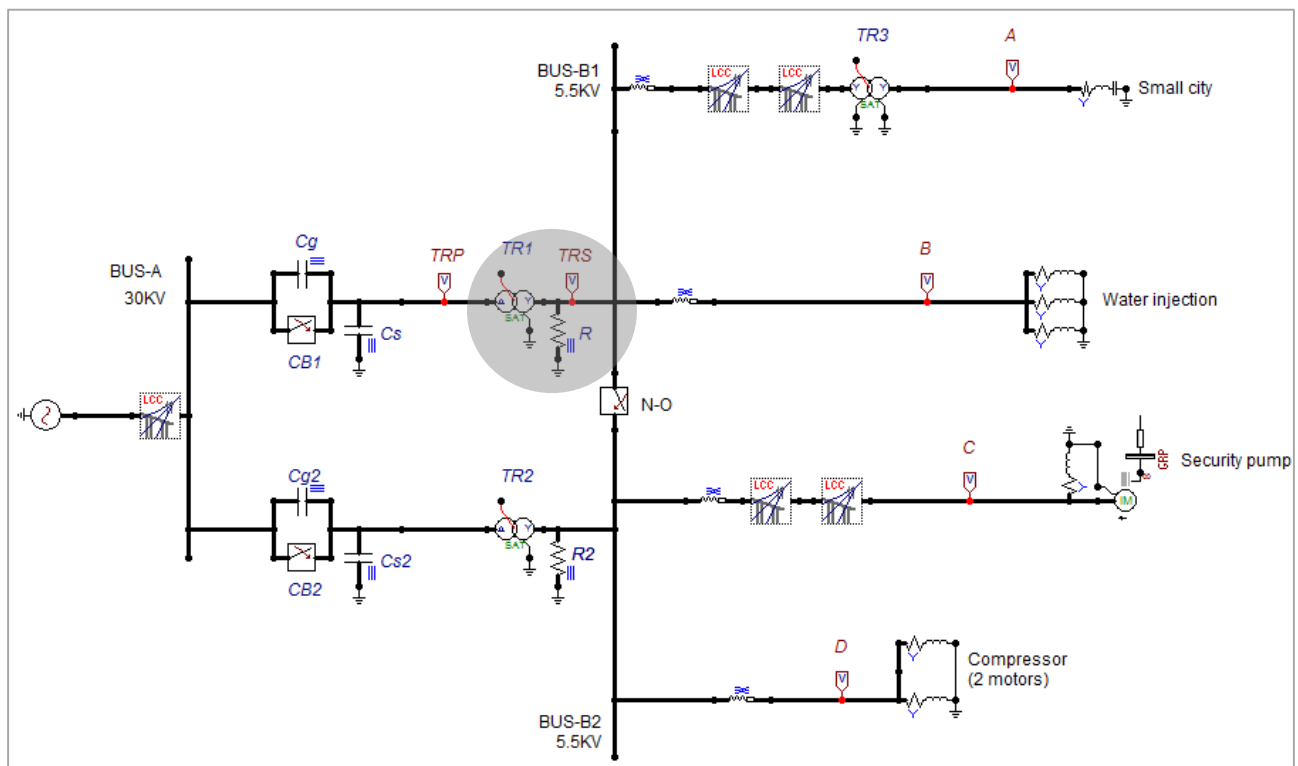 TR3
A
BUS-B1
5.5KV
LCC
LCC
Y
Y
SAT
V
Y
Small city
Cg
BUS-A
30KV
CB1
Cs
TRP
V
TR1
Δ
Y
SAT
TRS
V
R
B
V
Y
Y
Y
Water injection
N-O
LCC
Cg2
CB2
Cs2
TR2
Δ
Y
SAT
R2
LCC
LCC
C
V
Y
IM
GRP
Security pump
D
V
Y
Y
Compressor
(2 motors)
BUS-B2
5.5KV